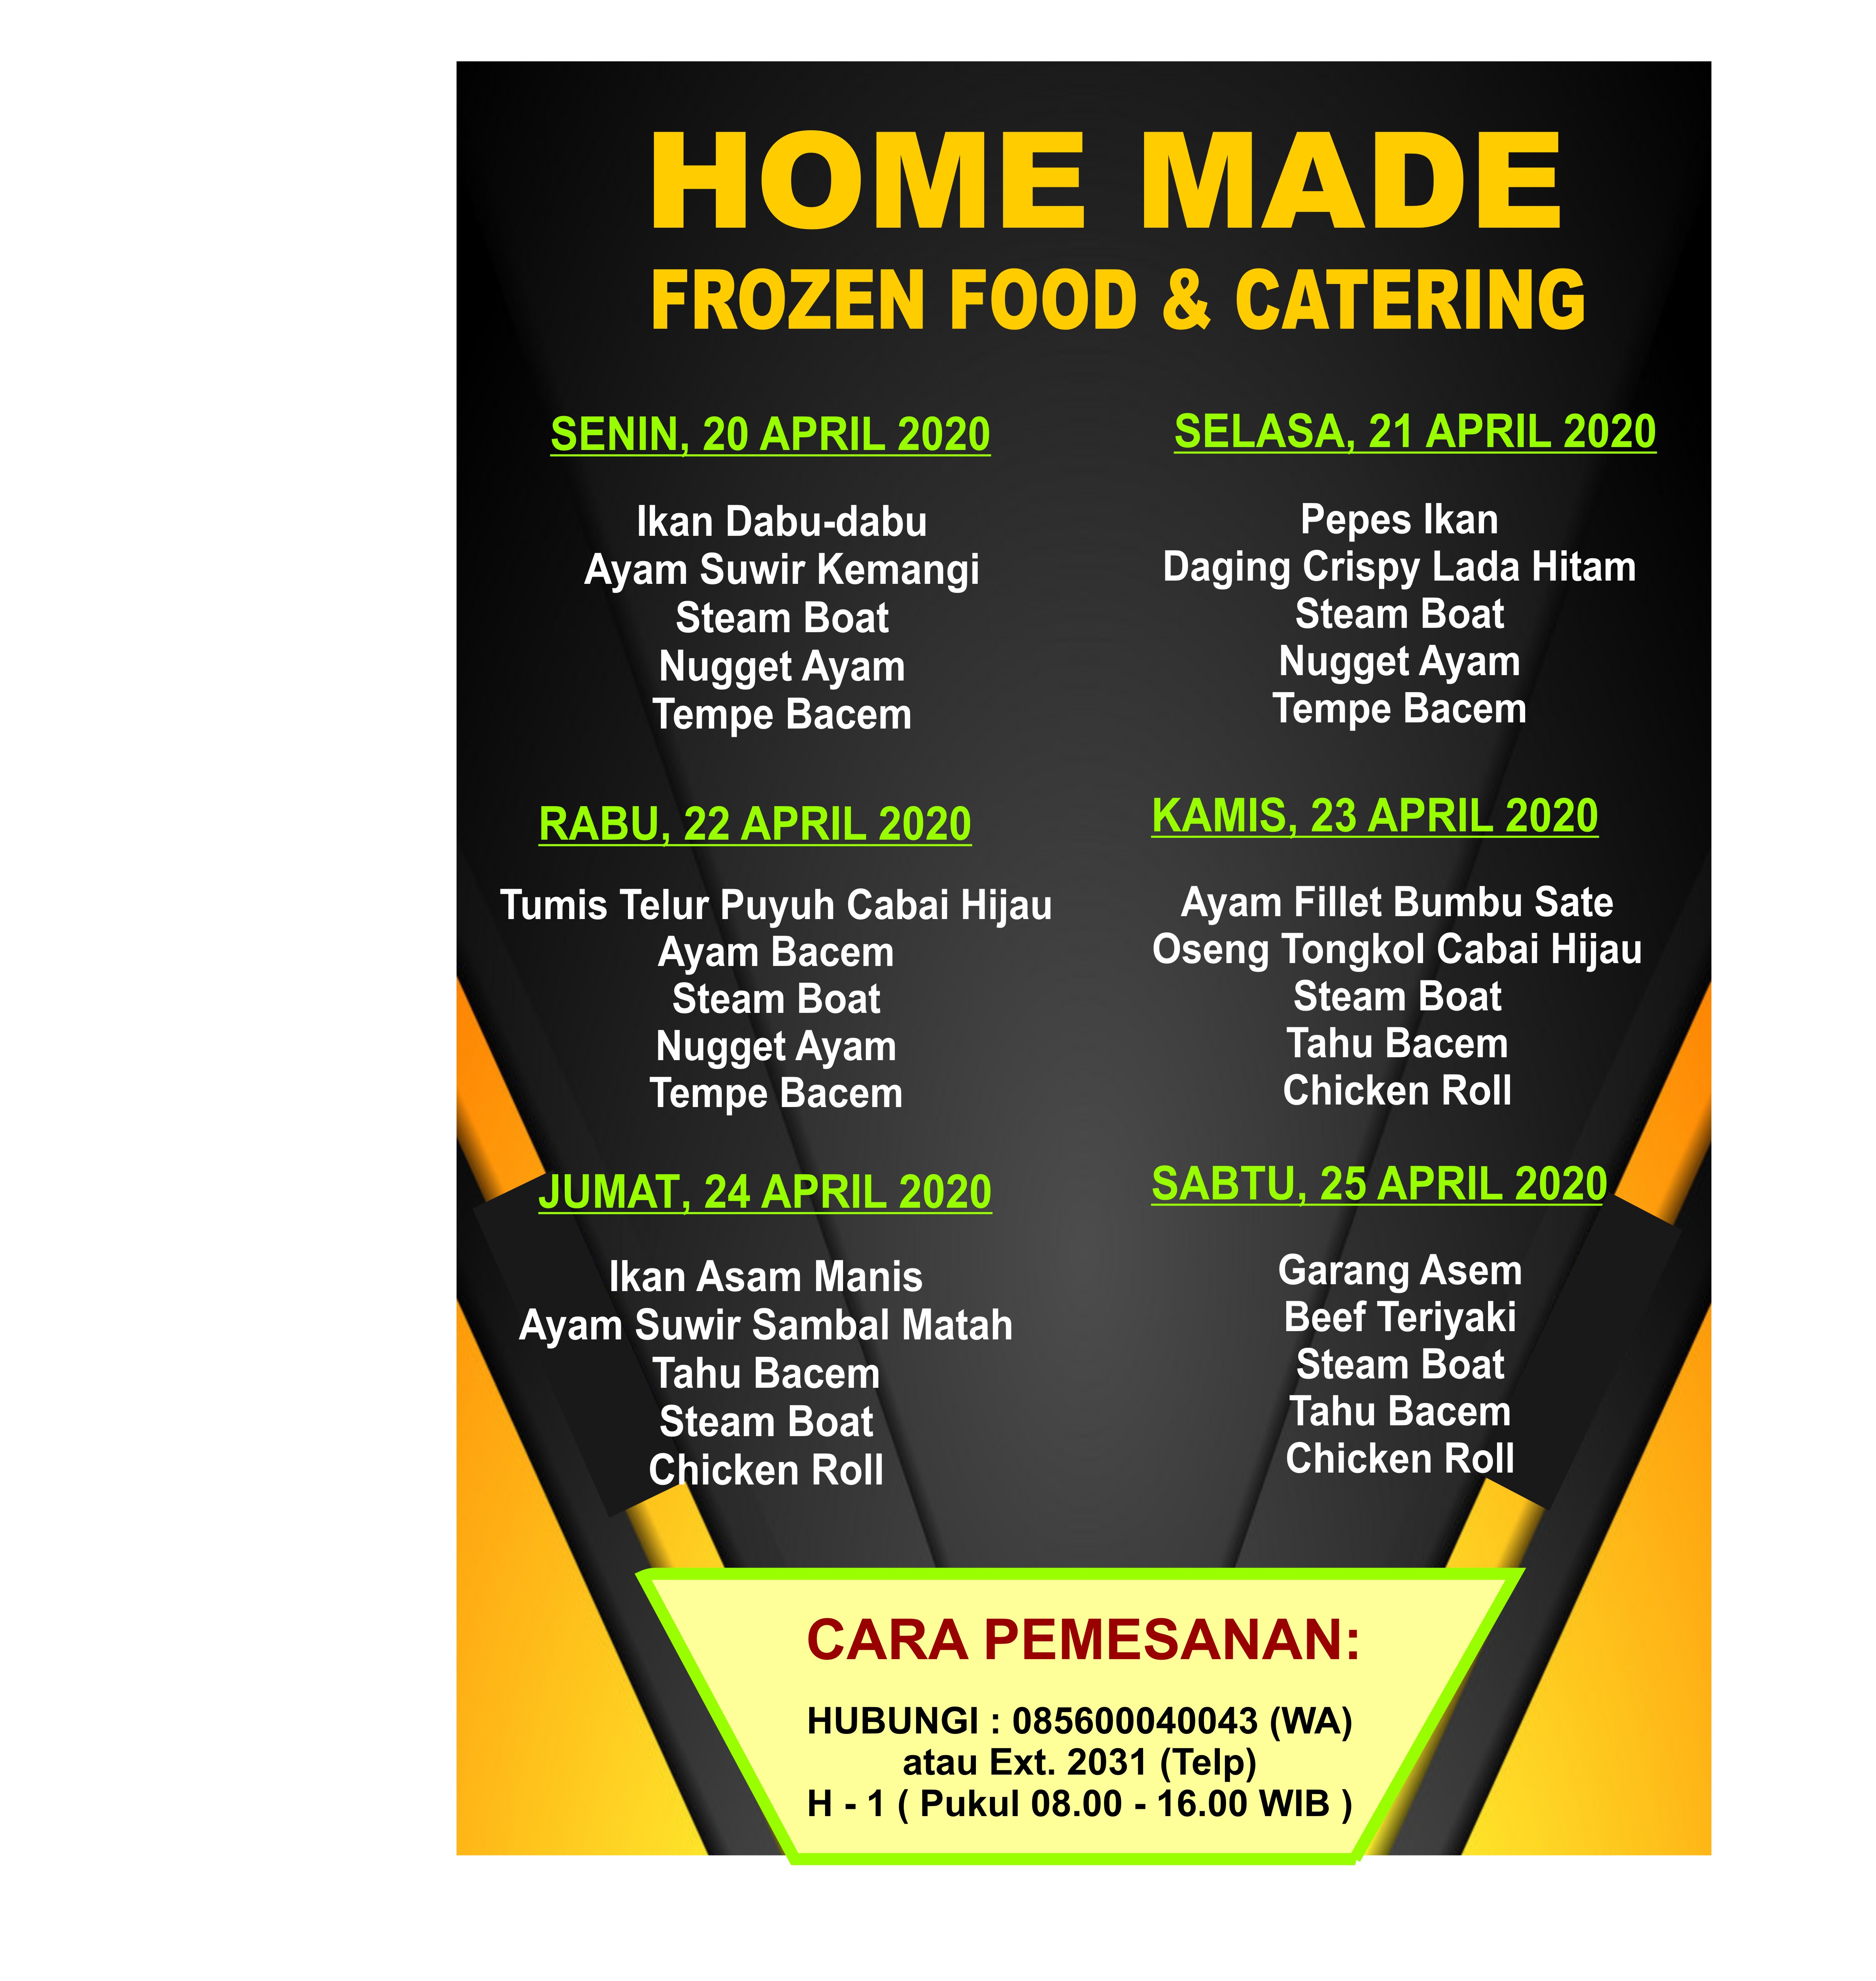 HOME MADE
FROZEN FOOD & CATERING
SENIN, 20 APRIL 2020
Ikan Dabu-dabu
Ayam Suwir Kemangi
Steam Boat
Nugget Ayam
Tempe Bacem
SELASA, 21 APRIL 2020
Pepes Ikan
Daging Crispy Lada Hitam
Steam Boat
Nugget Ayam
Tempe Bacem
RABU, 22 APRIL 2020
Tumis Telur Puyuh Cabai Hijau
Ayam Bacem
Steam Boat
Nugget Ayam
Tempe Bacem
KAMIS, 23 APRIL 2020
Ayam Fillet Bumbu Sate
Oseng Tongkol Cabai Hijau
Steam Boat
Tahu Bacem
Chicken Roll
JUMAT, 24 APRIL 2020
Ikan Asam Manis
Ayam Suwir Sambal Matah
Tahu Bacem
Steam Boat
Chicken Roll
SABTU, 25 APRIL 2020
Garang Asem
Beef Teriyaki
Steam Boat
Tahu Bacem
Chicken Roll
CARA PEMESANAN:
HUBUNGI : 085600040043 (WA)
atau Ext. 2031 (Telp)
H - 1 ( Pukul 08.00 - 16.00 WIB )